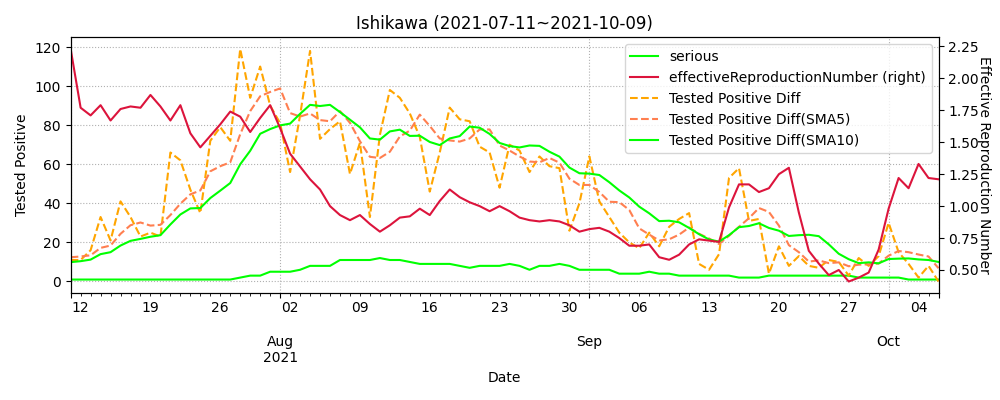 Ishikawa (2021-07-11~2021-10-09)
serious
effectiveReproductionNumber (right)
Tested Positive Diff
Tested Positive Diff(SMA5)
Tested Positive Diff(SMA10)
Tested Positive
120
100
80
60
40
20
0
2.25
2.00
1.75
1.50
1.25
1.00
0.75
0.50
Effective Reproduction Number
12 19 26 02 09 16 23 30 06 13 20 27 04
Aug Sep Oct
2021
Date